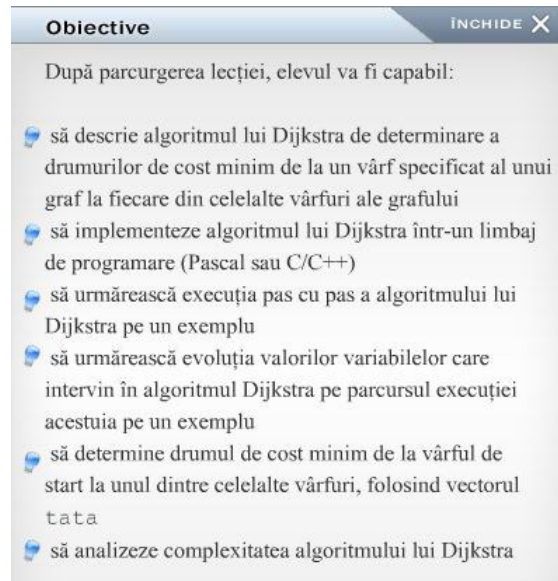 Obiective
ÎNCHIDE X
După parcurgerea lecției, elevul va fi capabil:
să descrie algoritmul lui Dijkstra de determinare a
drumurilor de cost minim de la un vârf specificat al unui
graf la fiecare din celelalte vârfuri ale grafului
să implementeze algoritmul lui Dijkstra într-un limbaj
de programare (Pascal sau C/C++)
să urmărească execuția pas cu pas a algoritmului lui
Dijkstra pe un exemplu
să urmărească evoluția valorilor variabilelor care
intervin în algoritmul Dijkstra pe parcursul execuției
acestuia pe un exemplu
să determine drumul de cost minim de la vârful de
start la unul dintre celelalte vârfuri, folosind vectorul
tata
să analizeze complexitatea algoritmului lui Dijkstra